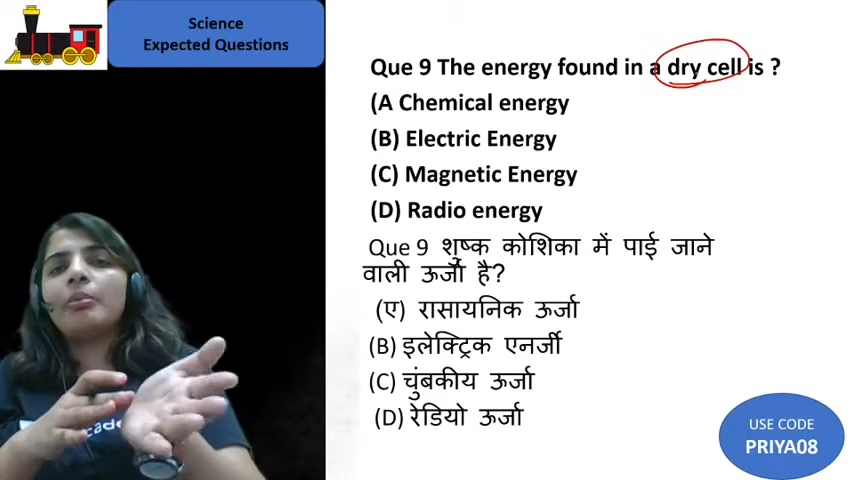 Science
Expected Questions
Que 9 The energy found in a dry cell is ?
(A Chemical energy
(B) Electric Energy
(C) Magnetic Energy
(D) Radio energy
Que 9 शुष्क कोशिका में पाई जाने
वाली ऊर्जा है?
(ए) रासायनिक ऊर्जा
(B) इलेक्ट्रिक एनर्जी
(C) चुंबकीय ऊर्जा
(D) रेडियो ऊर्जा
USE CODE
PRIYA08